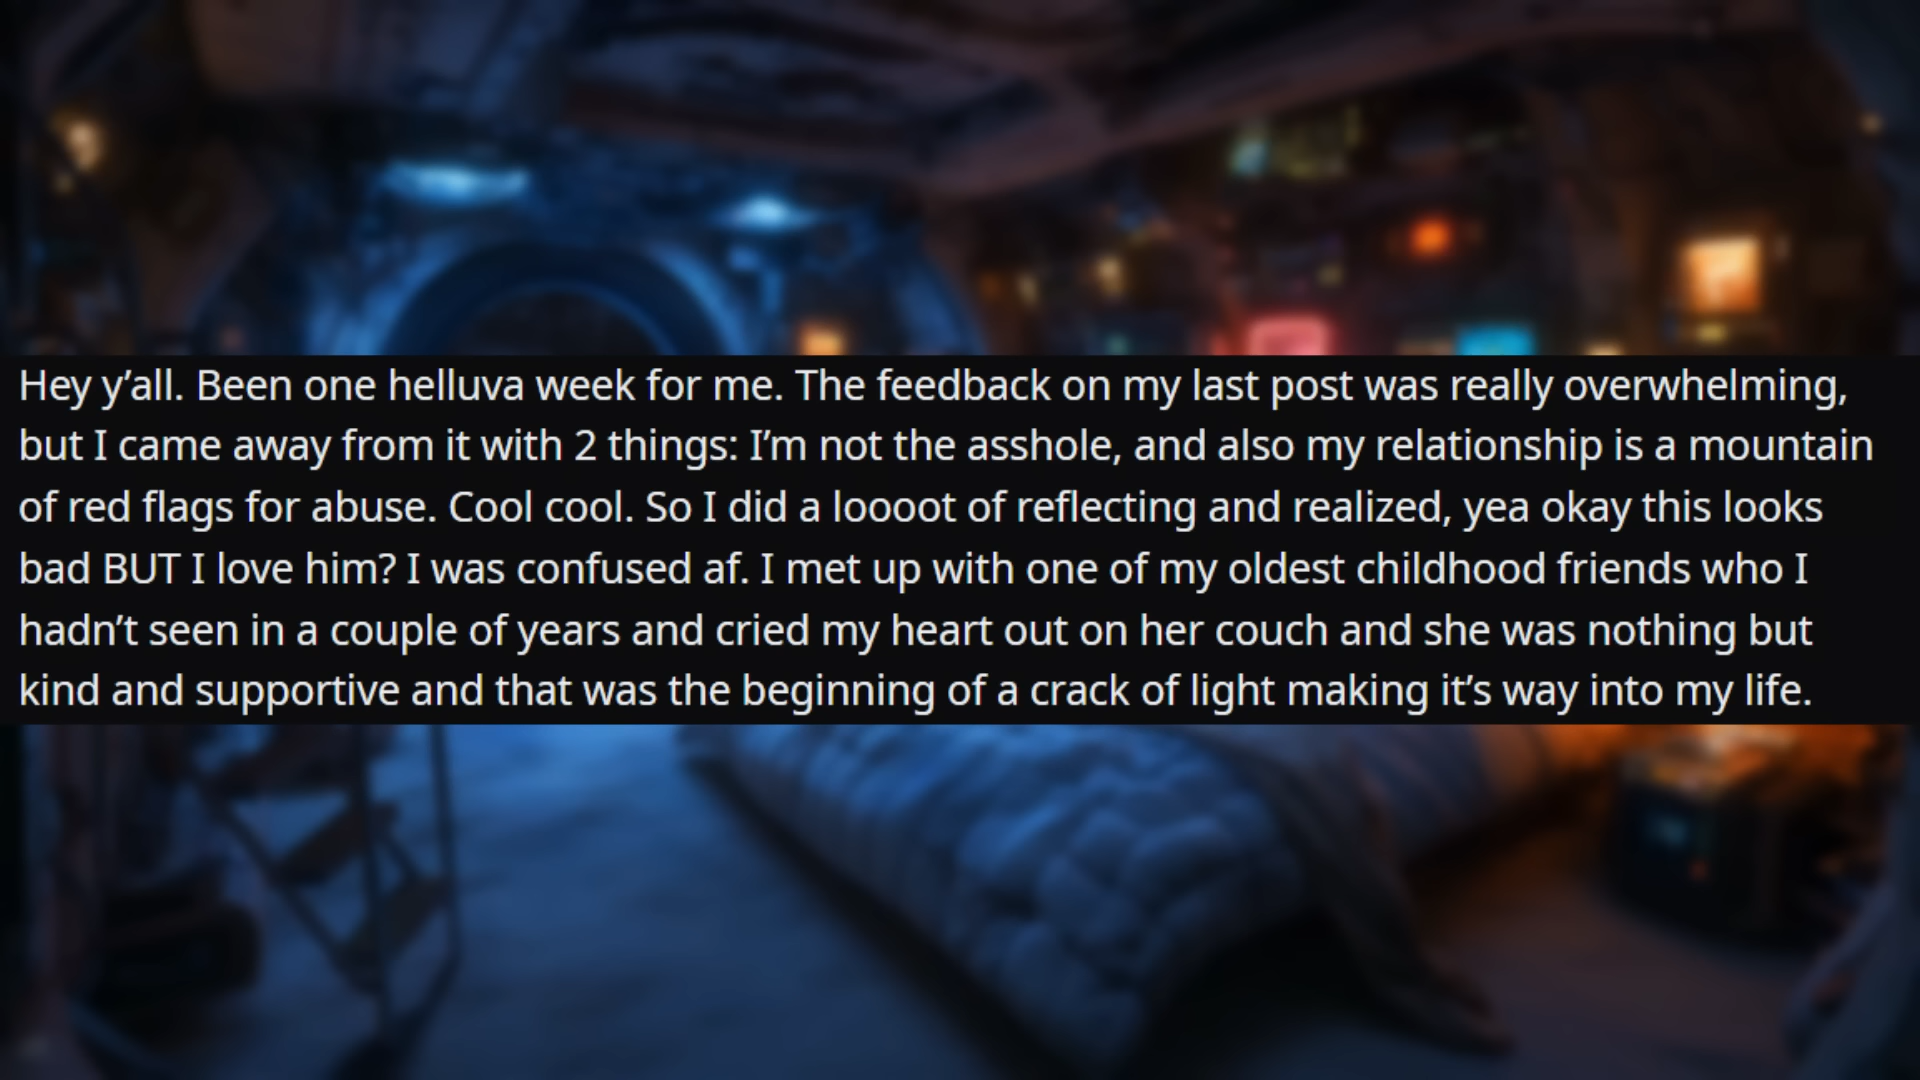 Hey y’all. Been one helluva week for me. The feedback on my last post was really overwhelming,
but I came away from it with 2 things: I’m not the asshole, and also my relationship is a mountain
of red flags for abuse. Cool cool. So I did a loooot of reflecting and realized, yea okay this looks
bad BUT I love him? I was confused af. I met up with one of my oldest childhood friends who I
hadn’t seen in a couple of years and cried my heart out on her couch and she was nothing but
kind and supportive and that was the beginning of a crack of light making it’s way into my life.